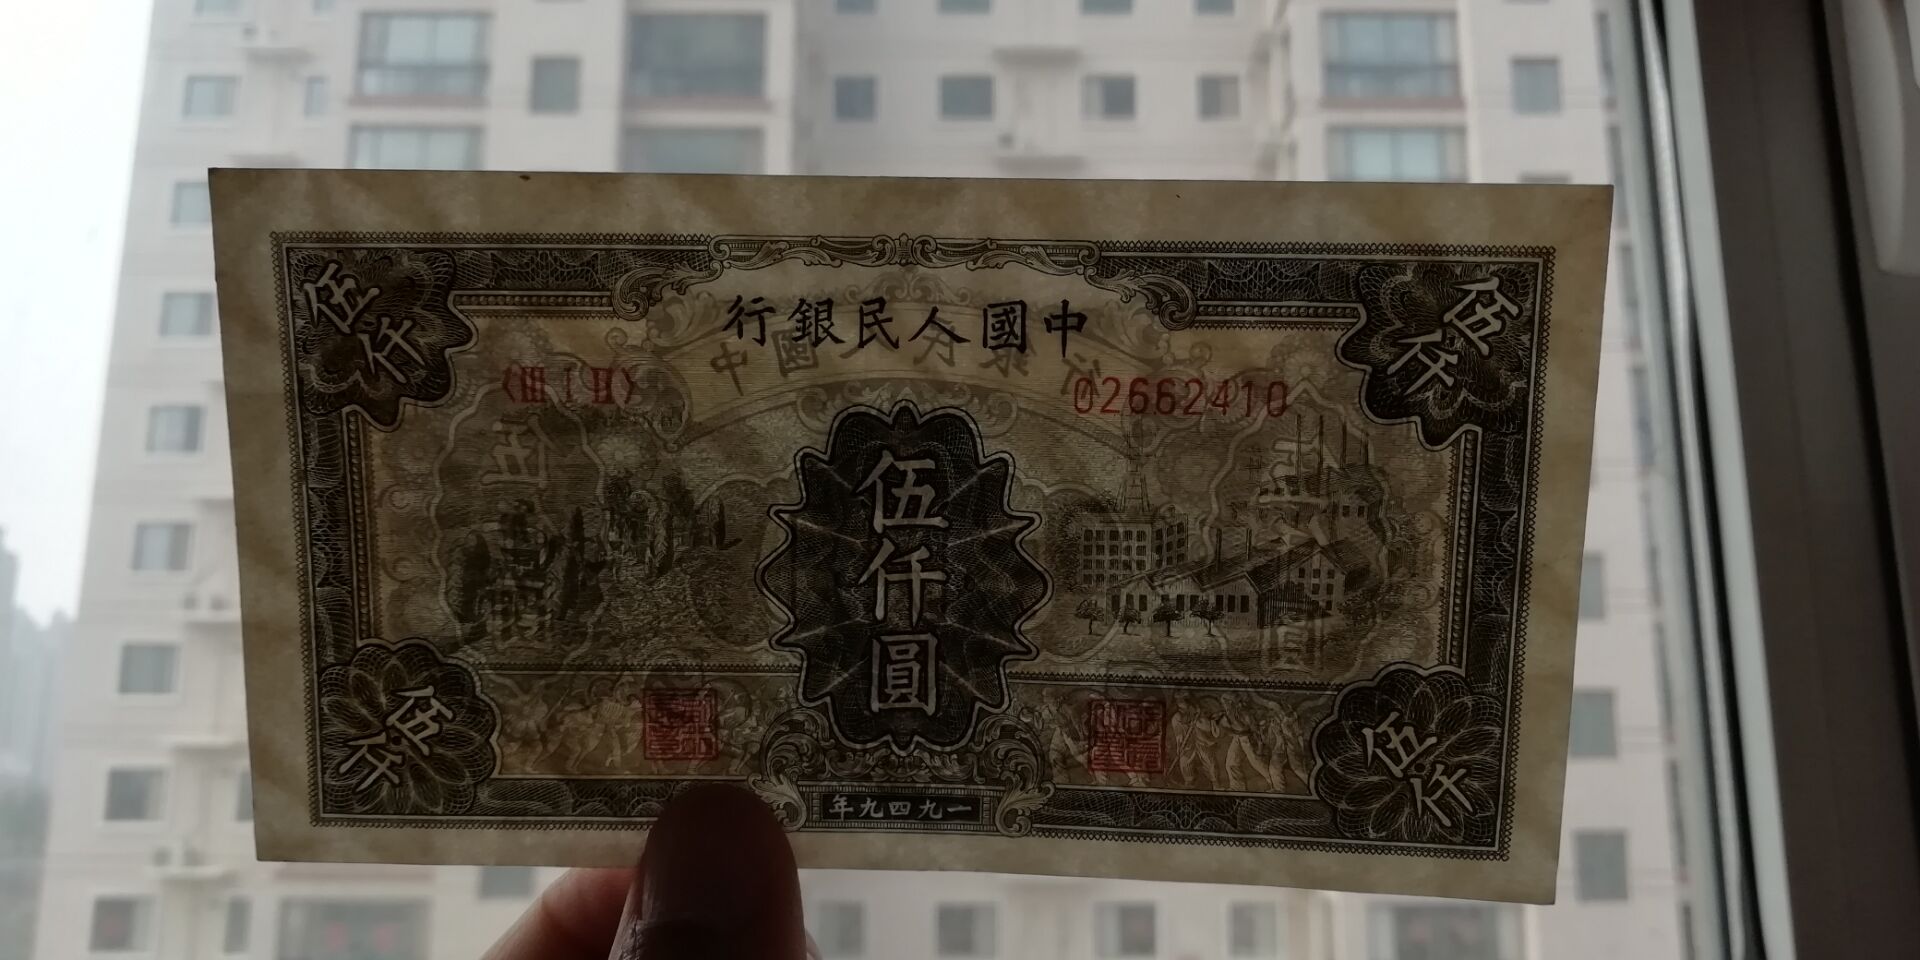 中國人民銀行
〈III I II〉
02662410
伍仟
伍仟
伍仟圓
伍仟
伍仟
一九四九年